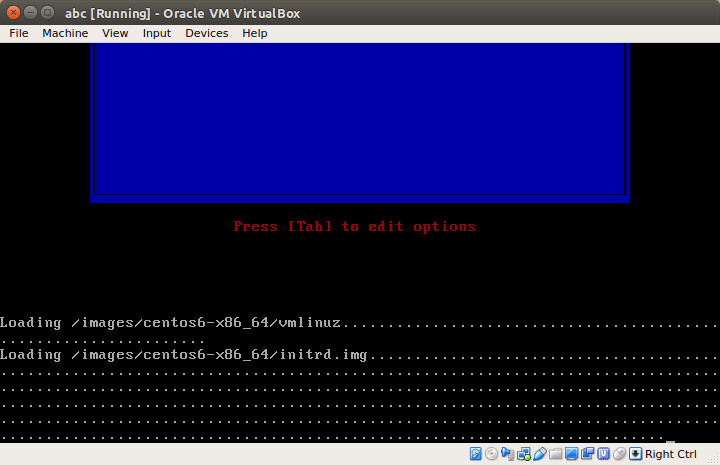 abc [Running] - Oracle VM VirtualBox
File Machine View Input Devices Help
Press [Tab] to edit options
Loading /images/centos6-x86_64/vmlinuz..........................................
.......................
Loading /images/centos6-x86_64/initrd.img.......................................
................................................................................
................................................................................
................................................................................
................................................................................
..........................................................................
Right Ctrl